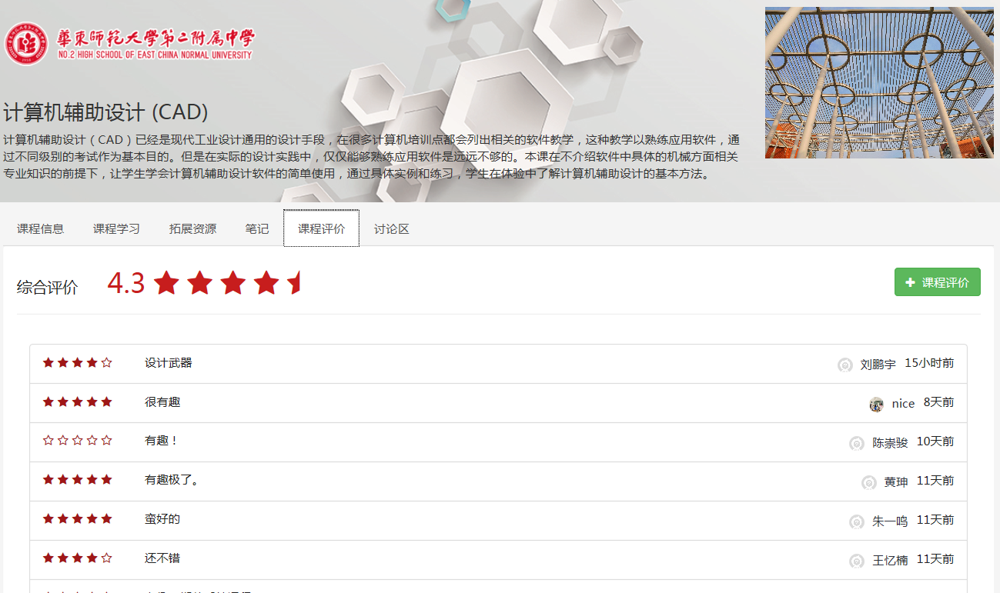 華東師範大學第二附属中學
NO.2 HIGH SCHOOL OF EAST CHINA NORMAL UNIVERSITY
计算机辅助设计 (CAD)
计算机辅助设计（CAD）已经是现代工业设计通用的设计手段，在很多计算机培训点都会列出相关的软件教学，这种教学以熟练应用软件，通
过不同级别的考试作为基本目的。但是在实际的设计实践中，仅仅能够熟练应用软件是远远不够的。本课在不介绍软件中具体的机械方面相关
专业知识的前提下，让学生学会计算机辅助设计软件的简单使用，通过具体实例和练习，学生在体验中了解计算机辅助设计的基本方法。
课程信息 课程学习 拓展资源 笔记 课程评价 讨论区
综合评价 4.3 课程评价
设计武器 刘鹏宇 15小时前
很有趣 nice 8天前
有趣！ 陈崇骏 10天前
有趣极了。 黄珅 11天前
蛮好的 朱一鸣 11天前
还不错 王忆楠 11天前